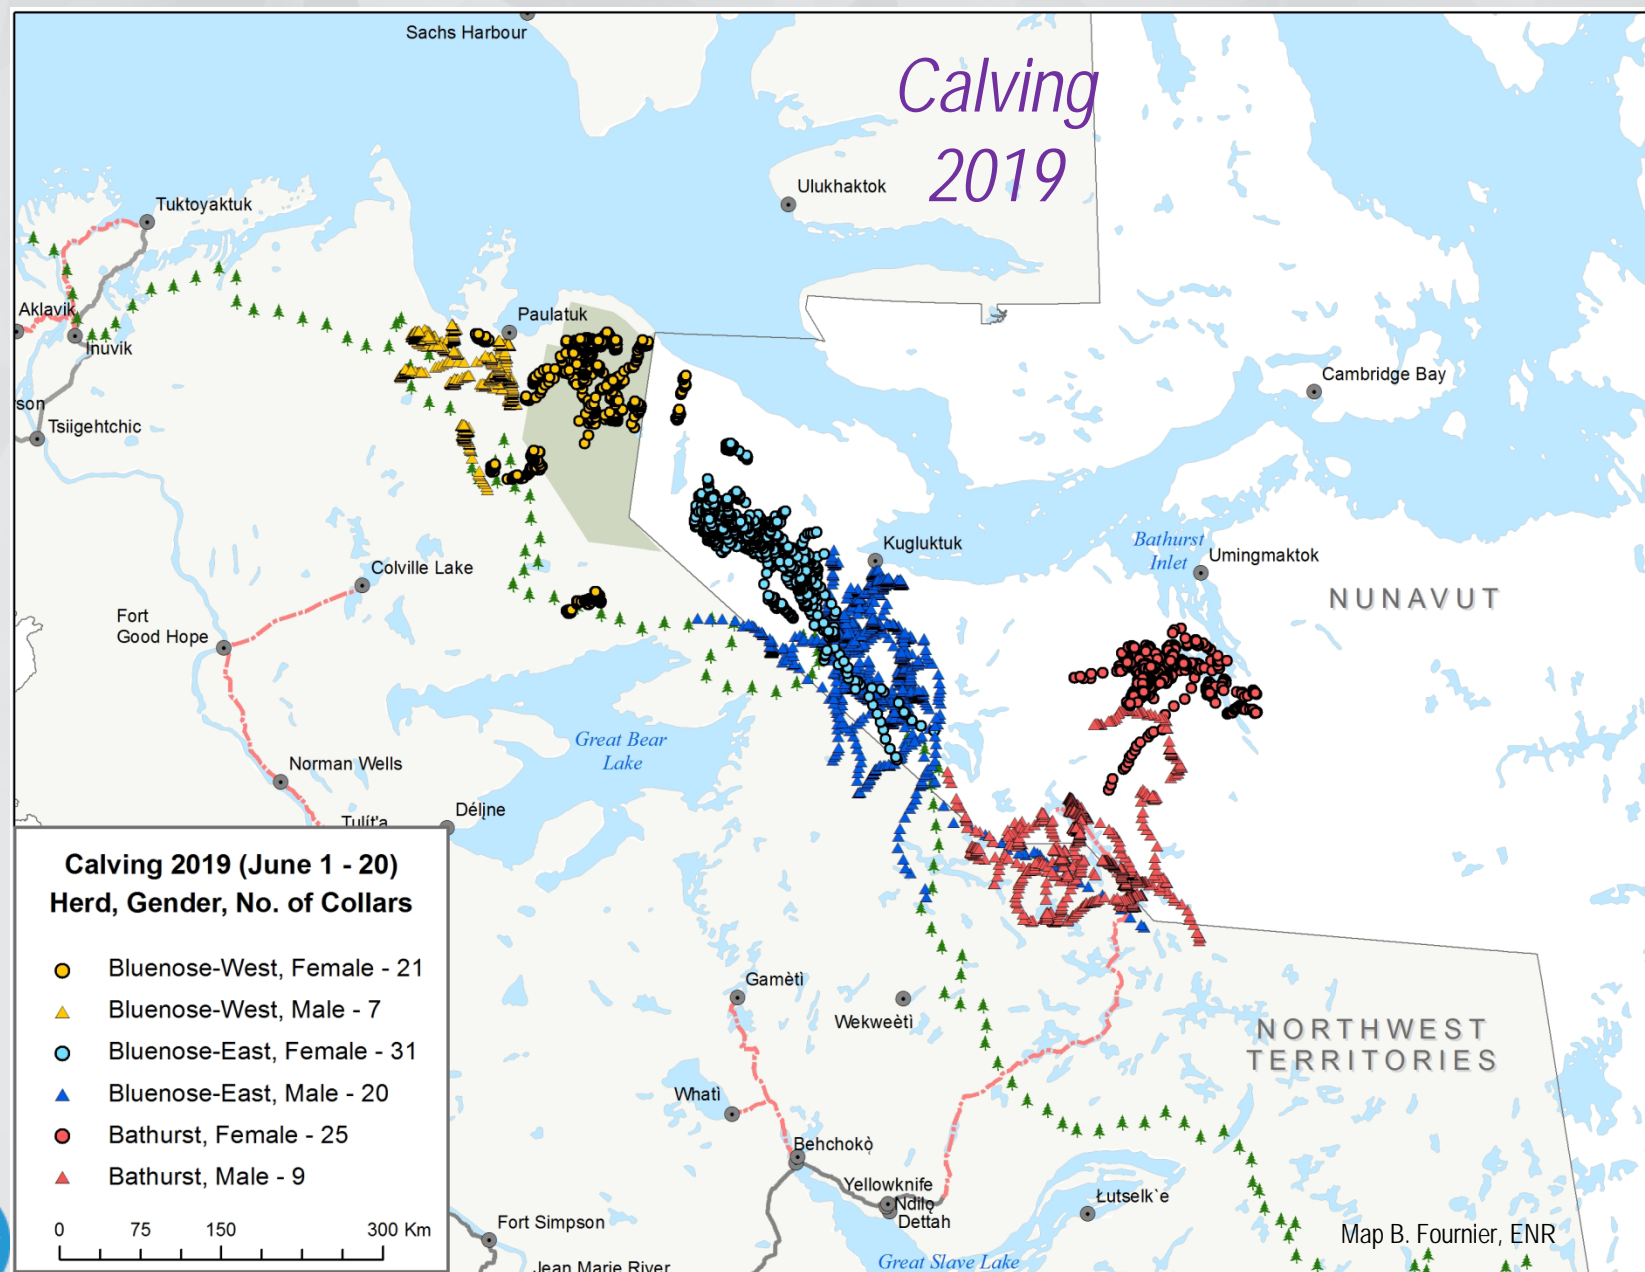 Calving
2019
Sachs Harbour
Ulukhaktok
Tuktoyaktuk
Aklavik
Inuvik
Paulatuk
Cambridge Bay
son
Tsiigehtchic
Kugluktuk
Bathurst
Inlet
Umingmaktok
NUNAVUT
Colville Lake
Fort
Good Hope
Great Bear
Lake
Norman Wells
Délı̨ne
Tulít'a
Calving 2019 (June 1 - 20)
Herd, Gender, No. of Collars
Bluenose-West, Female - 21
Bluenose-West, Male - 7
Bluenose-East, Female - 31
Bluenose-East, Male - 20
Bathurst, Female - 25
Bathurst, Male - 9
0 75 150 300 Km
Gamètì
Wekweètì
NORTHWEST
TERRITORIES
Whatì
Behchokǫ̀
Yellowknife
Ndilǫ
Dettah
Łutselk`e
Fort Simpson
Jean Marie River
Great Slave Lake
Map B. Fournier, ENR